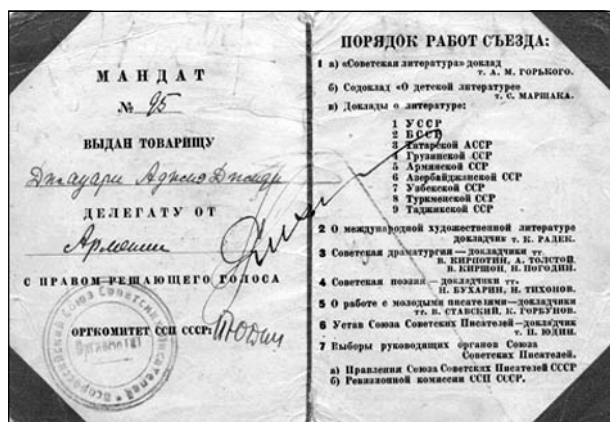 МАНДАТ
№ 95
ВЫДАН ТОВАРИЩУ
Джауари Аджиэ Джнди
ДЕЛЕГАТУ ОТ
Армении
С ПРАВОМ РЕШАЮЩЕГО ГОЛОСА
ОРГКОМИТЕТ ССП СССР:
Оргкомитет
ПОРЯДОК РАБОТ СЪЕЗДА:
1 а) «Советская литература» доклад
т. А. М. ГОРЬКОГО.
б) Содоклад «О детской литературе»
т. С. МАРШАКА.
в) Доклады о литературе:
1 УССР
2 БССР
3 Татарской АССР
4 Грузинской ССР
5 Армянской ССР
6 Азербайджанской ССР
7 Узбекской ССР
8 Туркменской ССР
9 Таджикской ССР
2 О международной художественной литературе
докладчик т. К. РАДЕК.
3 Советская драматургия — докладчики тт.
В. КИРПОТИН, А. ТОЛСТОЙ,
В. КИРШОН, Н. ПОГОДИН.
4 Советская поэзия — докладчики тт.
Н. БУХАРИН, Н. ТИХОНОВ.
5 О работе с молодыми писателями—докладчики
тт. В. СТАВСКИЙ, К. ГОРБУНОВ.
6 Устав Союза Советских Писателей—докладчик
т. П. ЮДИН.
7 Выборы руководящих органов Союза
Советских Писателей.
а) Правления Союза Советских Писателей СССР
б) Ревизионной комиссии ССП СССР.